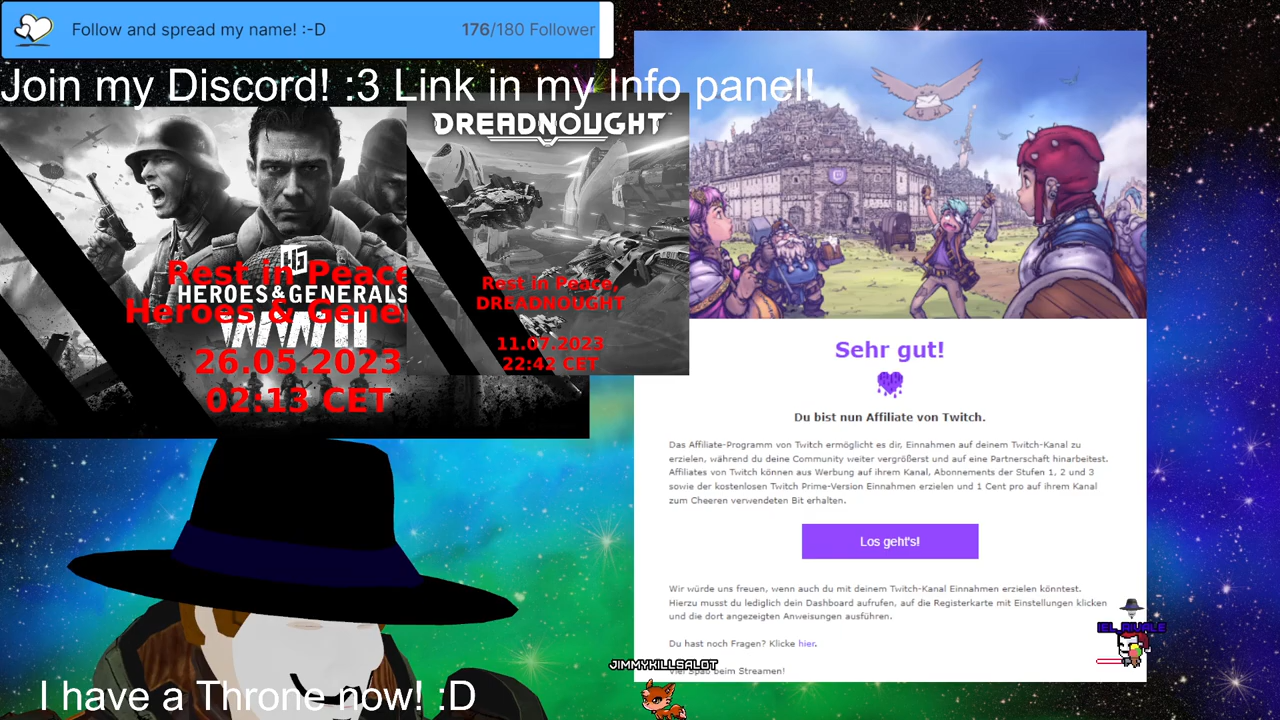 Follow and spread my name! :-D
176/180 Follower
Join my Discord! :3 Link in my Info panel!
Rest in Peace
HEROES & GENERALS
Heroes & Gene
WWII
26.05.2023
02:13 CET
DREADNOUGHT
Rest in Peace,
DREADNOUGHT
11.07.2023
22:42 CET
Sehr gut!
Du bist nun Affiliate von Twitch.
Das Affiliate-Programm von Twitch ermöglicht es dir, Einnahmen auf deinem Twitch-Kanal zu
erzielen, während du deine Community weiter vergrößerst und auf eine Partnerschaft hinarbeitest.
Affiliates von Twitch können aus Werbung auf ihrem Kanal, Abonnements der Stufen 1, 2 und 3
sowie der kostenlosen Twitch Prime-Version Einnahmen erzielen und 1 Cent pro auf ihrem Kanal
zum Cheeren verwendeten Bit erhalten.
Los geht's!
Wir würde uns freuen, wenn auch du mit deinem Twitch-Kanal Einnahmen erzielen könntest.
Hierzu musst du lediglich dein Dashboard aufrufen, auf die Registerkarte mit Einstellungen klicken
und die dort angezeigten Anweisungen ausführen.
Du hast noch Fragen? Klicke hier.
JIMMYKILLSALOT
Viel Spaß beim Streamen!
I have a Throne now! :D